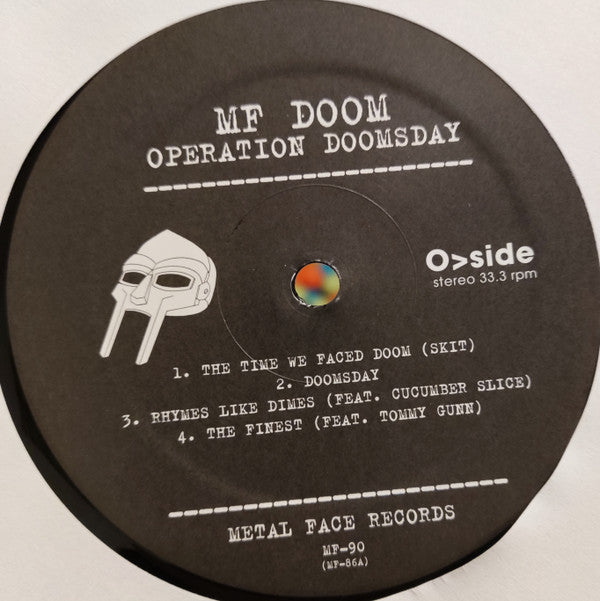 MF DOOM
OPERATION DOOMSDAY
O>side
stereo 33.3 rpm
1. THE TIME WE FACED DOOM (SKIT)
2. DOOMSDAY
3. RHYMES LIKE DIMES (FEAT. CUCUMBER SLICE)
4. THE FINEST (FEAT. TOMMY GUNN)
METAL FACE RECORDS
MF-90
(MF-86A)